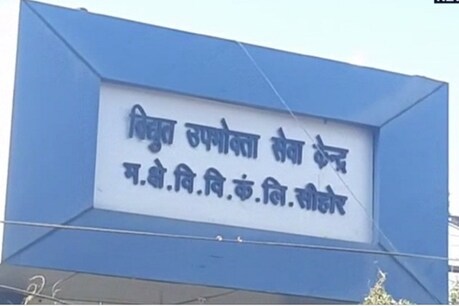 विद्युत उपभोक्ता सेवा केन्द्र
म.क्षे.वि.वि.कं.लि.सीहोर